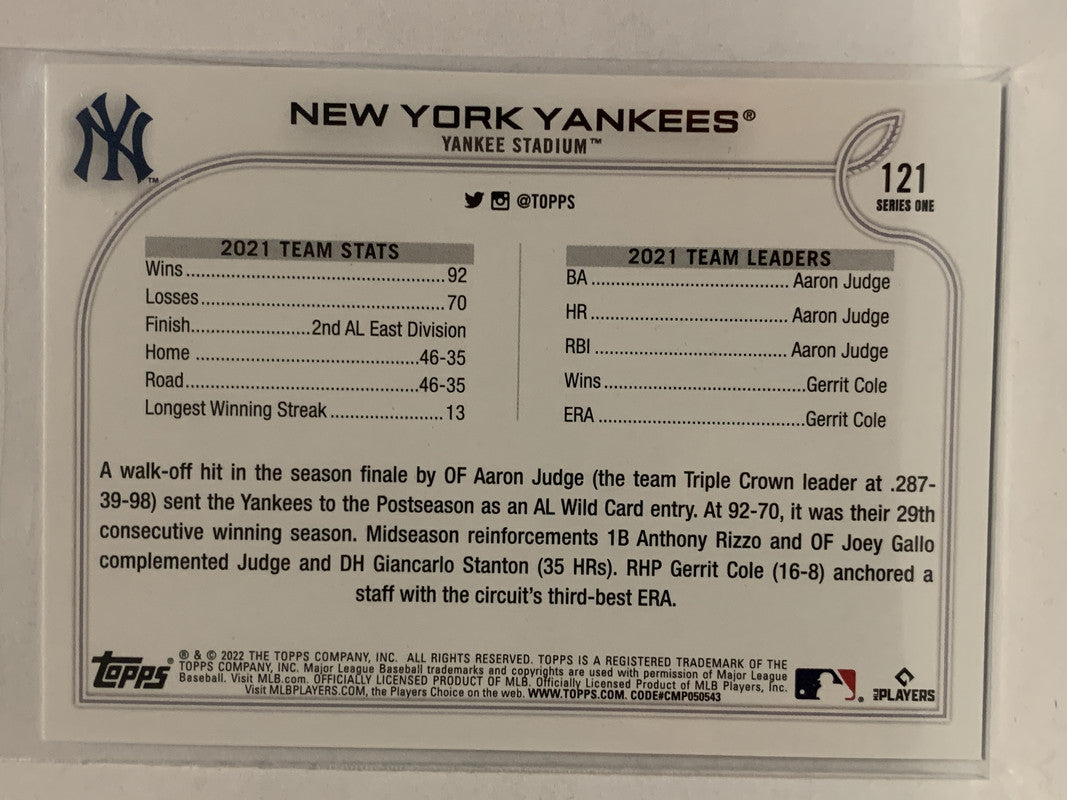 NY
TM
NEW YORK YANKEES®
YANKEE STADIUM™
121
SERIES ONE
@TOPPS
2021 TEAM STATS
Wins..........................................92
Losses........................................70
Finish......................2nd AL East Division
Home .....................................46-35
Road......................................46-35
Longest Winning Streak .....................13
2021 TEAM LEADERS
BA ..................................... Aaron Judge
HR ..................................... Aaron Judge
RBI .................................... Aaron Judge
Wins......................................Gerrit Cole
ERA ......................................Gerrit Cole
A walk-off hit in the season finale by OF Aaron Judge (the team Triple Crown leader at .287-
39-98) sent the Yankees to the Postseason as an AL Wild Card entry. At 92-70, it was their 29th
consecutive winning season. Midseason reinforcements 1B Anthony Rizzo and OF Joey Gallo
complemented Judge and DH Giancarlo Stanton (35 HRs). RHP Gerrit Cole (16-8) anchored a
staff with the circuit's third-best ERA.
Topps®
® & © 2022 THE TOPPS COMPANY, INC. ALL RIGHTS RESERVED. TOPPS IS A REGISTERED TRADEMARK OF THE
TOPPS COMPANY, INC. Major League Baseball trademarks and copyrights are used with permission of Major League
Baseball. Visit MLB.com. OFFICIALLY LICENSED PRODUCT OF MLB. Officially Licensed Product of MLB Players, Inc.
Visit MLBPLAYERS.COM, the Players Choice on the web. WWW.TOPPS.COM. CODE#CMP050543
®
MLB PLAYERS